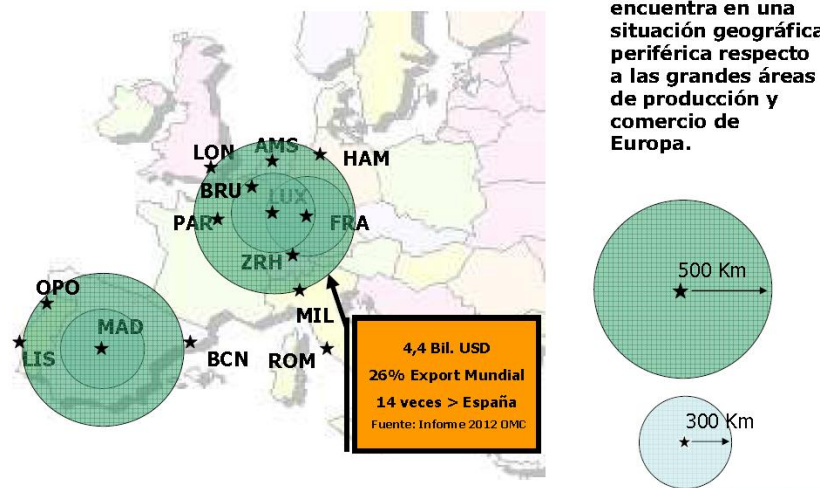 encuentra en una
situación geográfica
periférica respecto
a las grandes áreas
de producción y
comercio de
Europa.
LON
AMS
HAM
BRU
LUX
PAR
FRA
ZRH
OPO
MIL
MAD
LIS
BCN
ROM
4,4 Bil. USD
26% Export Mundial
14 veces > España
Fuente: Informe 2012 OMC
500 Km
300 Km